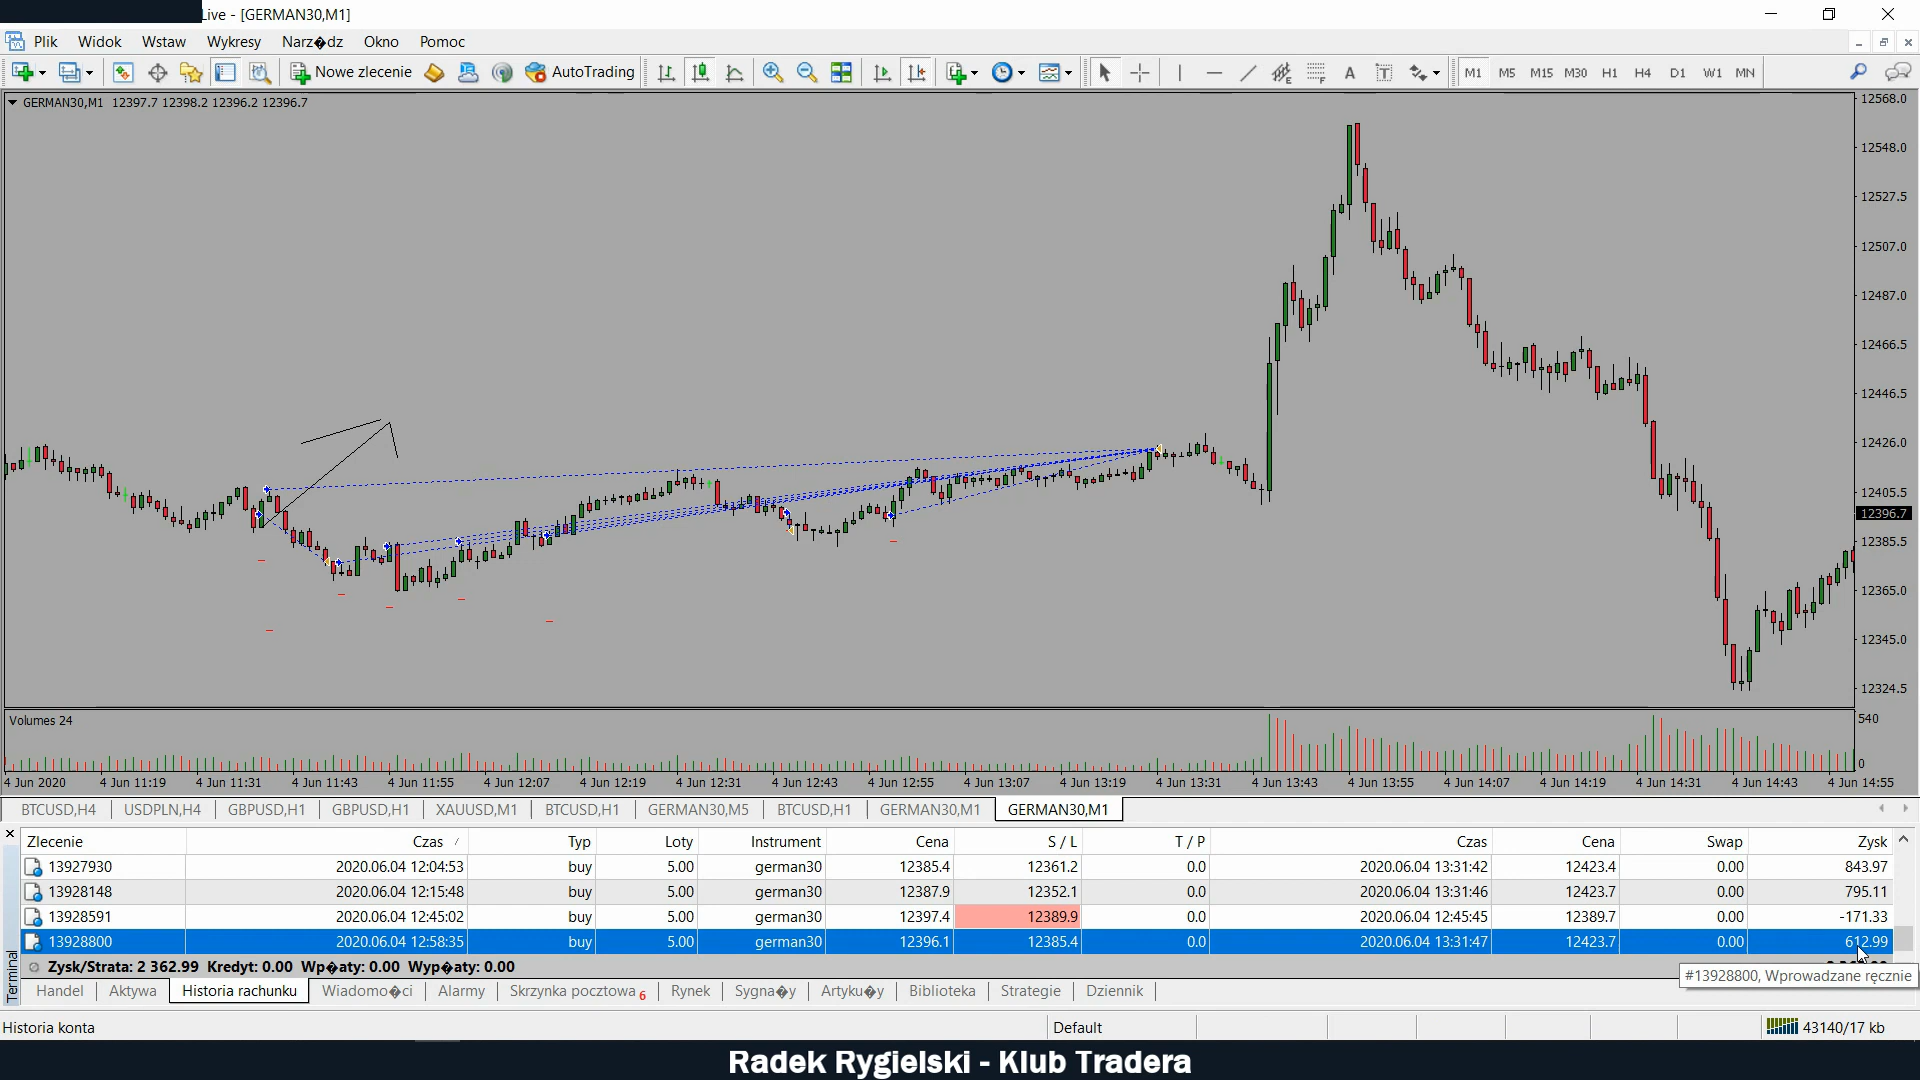 Live - [GERMAN30,M1]
Plik Widok Wstaw Wykresy Narz�dz Okno Pomoc
Nowe zlecenie AutoTrading A T M1 M5 M15 M30 H1 H4 D1 W1 MN
GERMAN30,M1 12397.7 12398.2 12396.2 12396.7
12568.0
12548.0
12527.5
12507.0
12487.0
12466.5
12446.5
12426.0
12405.5
12396.7
12385.5
12365.0
12345.0
12324.5
Volumes 24
540
0
4 Jun 2020 4 Jun 11:19 4 Jun 11:31 4 Jun 11:43 4 Jun 11:55 4 Jun 12:07 4 Jun 12:19 4 Jun 12:31 4 Jun 12:43 4 Jun 12:55 4 Jun 13:07 4 Jun 13:19 4 Jun 13:31 4 Jun 13:43 4 Jun 13:55 4 Jun 14:07 4 Jun 14:19 4 Jun 14:31 4 Jun 14:43 4 Jun 14:55
BTCUSD,H4 USDPLN,H4 GBPUSD,H1 GBPUSD,H1 XAUUSD,M1 BTCUSD,H1 GERMAN30,M5 BTCUSD,H1 GERMAN30,M1 GERMAN30,M1
Zlecenie Czas / Typ Loty Instrument Cena S / L T / P Czas Cena Swap Zysk
13927930 2020.06.04 12:04:53 buy 5.00 german30 12385.4 12361.2 0.0 2020.06.04 13:31:42 12423.4 0.00 843.97
13928148 2020.06.04 12:15:48 buy 5.00 german30 12387.9 12352.1 0.0 2020.06.04 13:31:46 12423.7 0.00 795.11
13928591 2020.06.04 12:45:02 buy 5.00 german30 12397.4 12389.9 0.0 2020.06.04 12:45:45 12389.7 0.00 -171.33
13928800 2020.06.04 12:58:35 buy 5.00 german30 12396.1 12385.4 0.0 2020.06.04 13:31:47 12423.7 0.00 612.99
Zysk/Strata: 2 362.99 Kredyt: 0.00 Wp�aty: 0.00 Wyp�aty: 0.00
#13928800, Wprowadzane ręcznie
Terminal
Handel Aktywa Historia rachunku Wiadomo�ci Alarmy Skrzynka pocztowa 6 Rynek Sygna�y Artyku�y Biblioteka Strategie Dziennik
Historia konta Default 43140/17 kb
Radek Rygielski - Klub Tradera